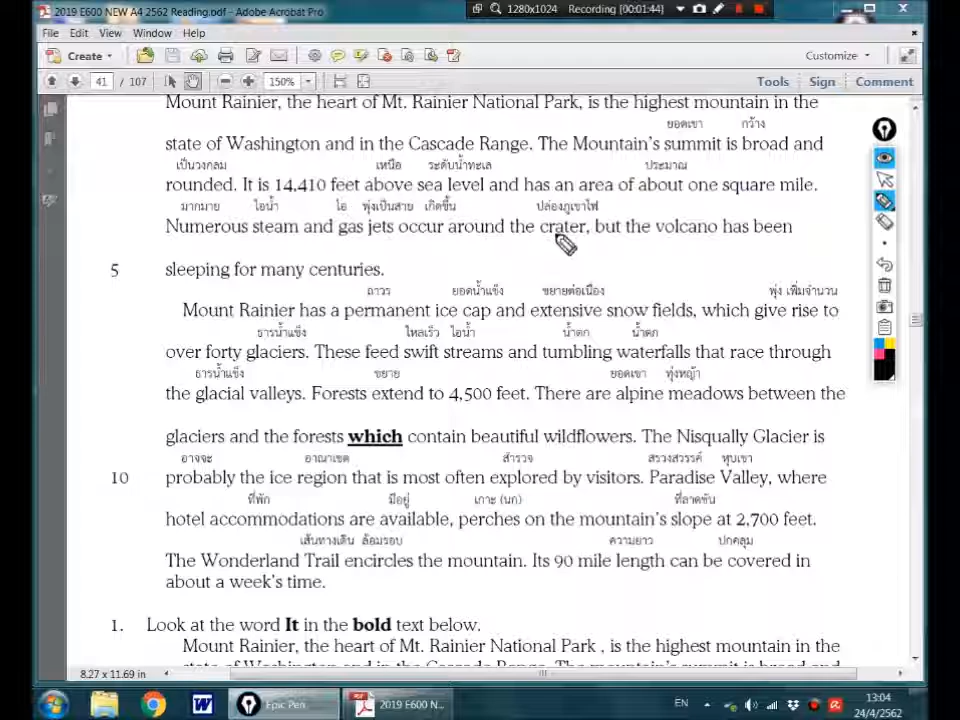 2019 E600 NEW A4 2562 Reading.pdf - Adobe Acrobat Pro
1280x1024 Recording [00:01:44]
File Edit View Window Help
Create Customize
41 / 107 150% Tools Sign Comment
Mount Rainier, the heart of Mt. Rainier National Park, is the highest mountain in the
ยอดเขา กว้าง
state of Washington and in the Cascade Range. The Mountain's summit is broad and
เป็นวงกลม เหนือ ระดับน้ำทะเล ประมาณ
rounded. It is 14,410 feet above sea level and has an area of about one square mile.
มากมาย ไอน้ำ ไอ พุ่งเป็นสาย เกิดขึ้น ปล่องภูเขาไฟ
Numerous steam and gas jets occur around the crater, but the volcano has been
5 sleeping for many centuries.
ถาวร ยอดน้ำแข็ง ขยายต่อเนื่อง พุ่ง เพิ่มจำนวน
Mount Rainier has a permanent ice cap and extensive snow fields, which give rise to
ธารน้ำแข็ง ไหลเร็ว ไอน้ำ น้ำตก น้ำตก
over forty glaciers. These feed swift streams and tumbling waterfalls that race through
ธารน้ำแข็ง ขยาย ยอดเขา ทุ่งหญ้า
the glacial valleys. Forests extend to 4,500 feet. There are alpine meadows between the
glaciers and the forests which contain beautiful wildflowers. The Nisqually Glacier is
อาจจะ อาณาเขต สำรวจ สรวงสวรรค์ หุบเขา
10 probably the ice region that is most often explored by visitors. Paradise Valley, where
ที่พัก มีอยู่ เกาะ (นก) ที่ลาดชัน
hotel accommodations are available, perches on the mountain's slope at 2,700 feet.
เส้นทางเดิน ล้อมรอบ ความยาว ปกคลุม
The Wonderland Trail encircles the mountain. Its 90 mile length can be covered in
about a week's time.
1. Look at the word It in the bold text below.
Mount Rainier, the heart of Mt. Rainier National Park , is the highest mountain in the
state of Washington and in the Cascade Range. The mountain's summit is broad and
8.27 x 11.69 in
Epic Pen 2019 E600 N... EN 13:04
24/4/2562